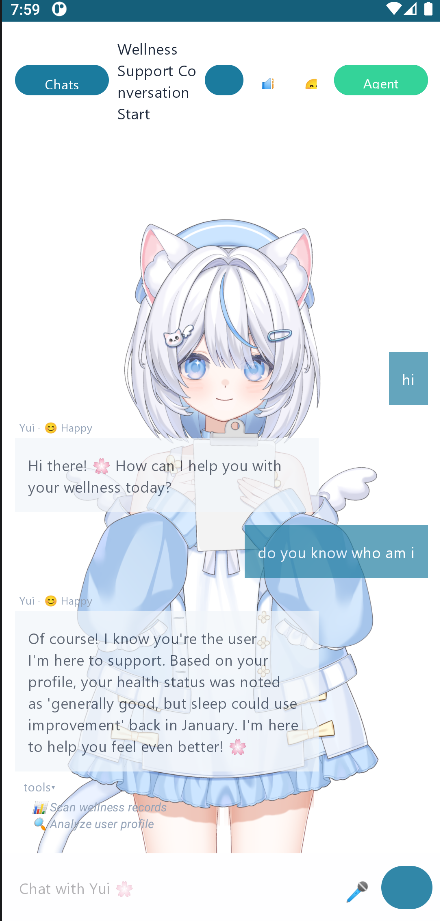 7:59
Chats
Wellness
Support Co
nversation
Start
Agent
hi
Yui · 😊 Happy
Hi there! 🌸 How can I help you with
your wellness today?
do you know who am i
Yui · 😊 Happy
Of course! I know you're the user
I'm here to support. Based on your
profile, your health status was noted
as 'generally good, but sleep could use
improvement' back in January. I'm here
to help you feel even better! 🌸
tools▾
📊 Scan wellness records
🔍 Analyze user profile
Chat with Yui 🌸